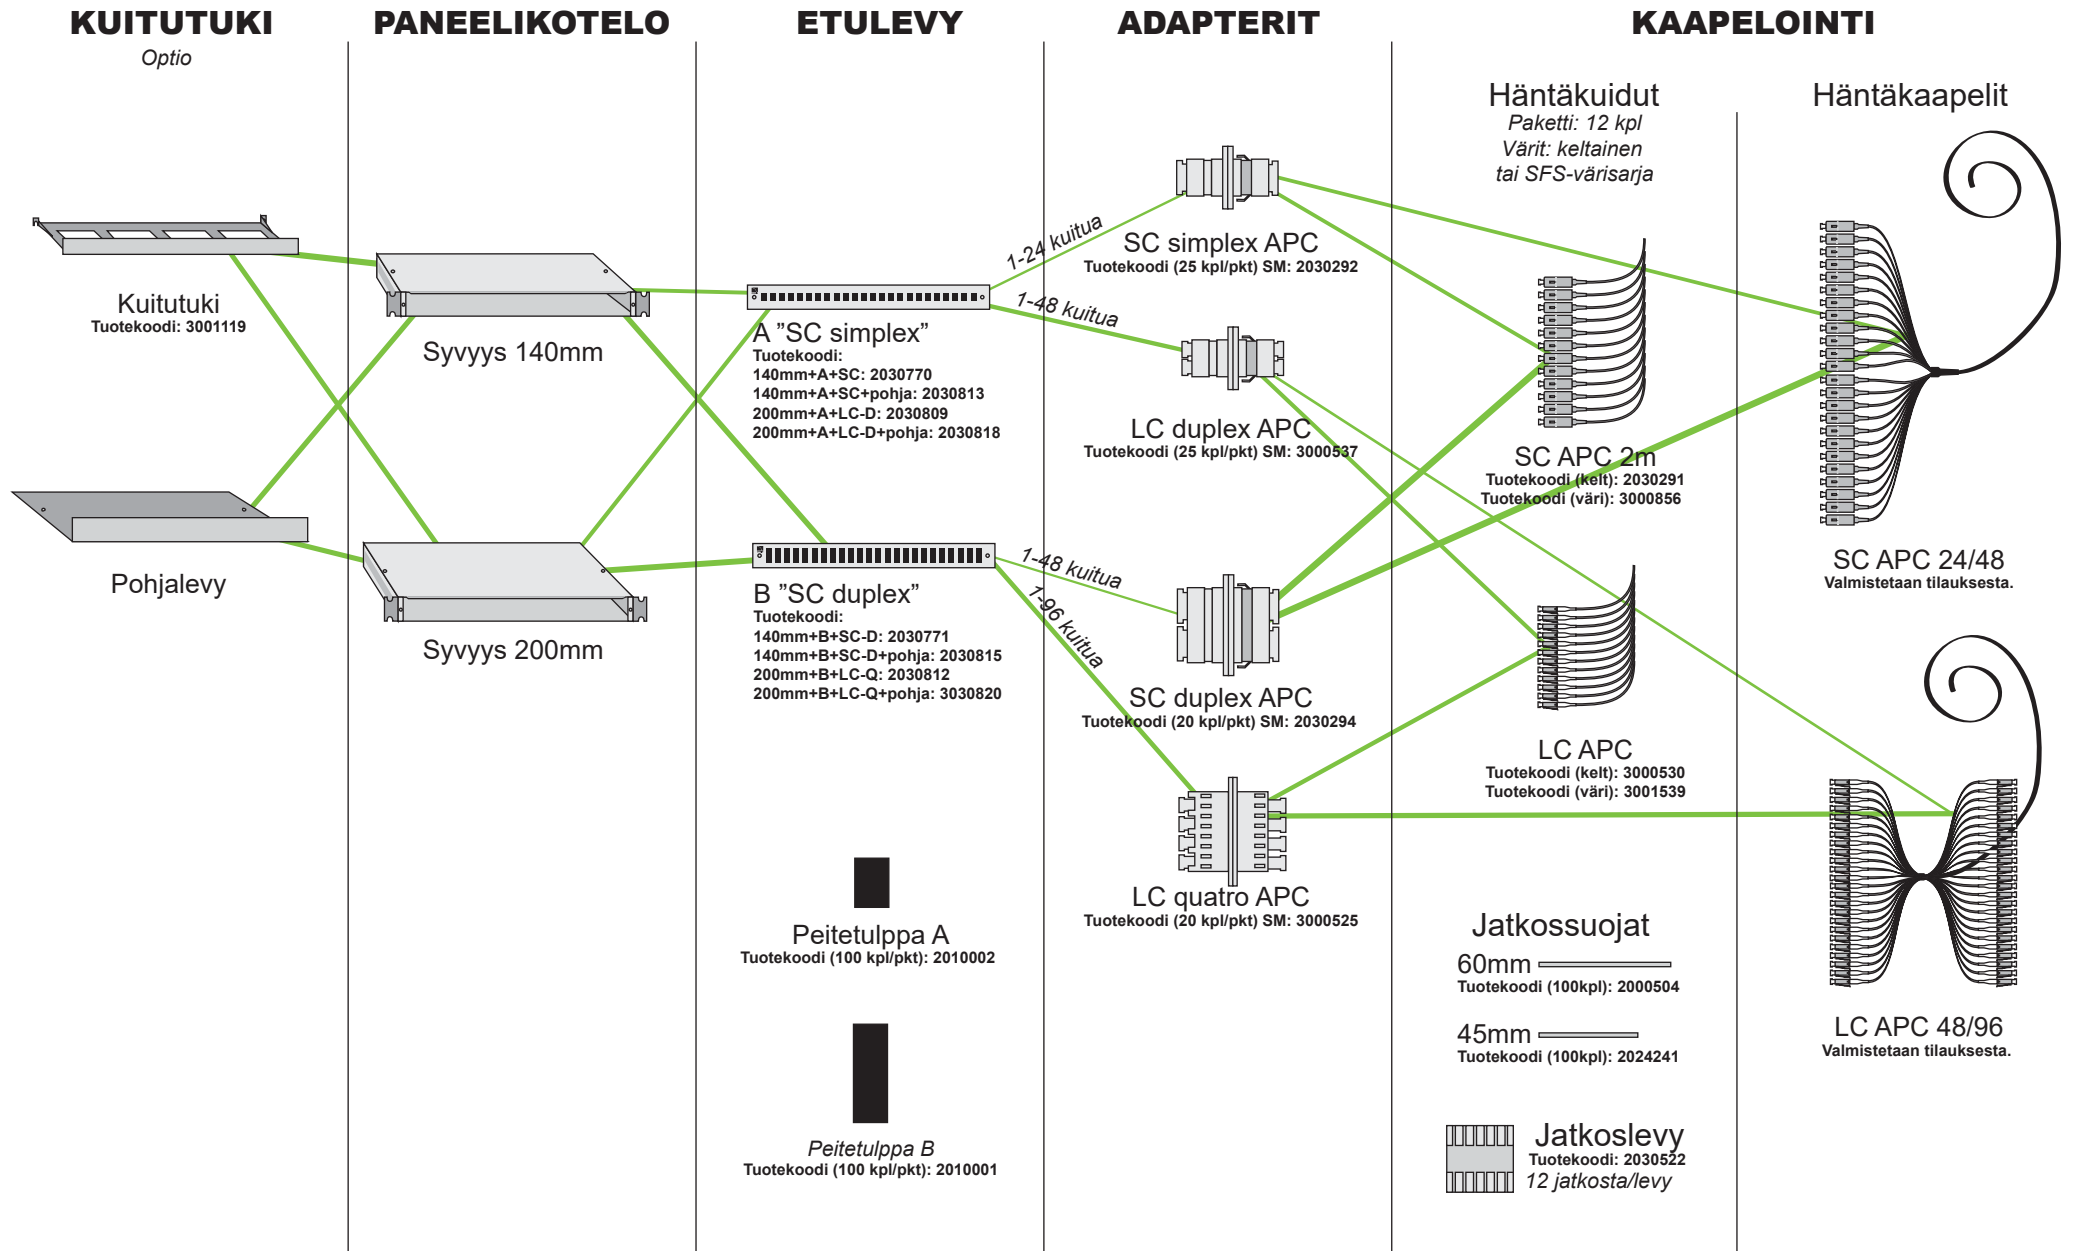 KUITUTUKI
Optio
Kuitutuki
Tuotekoodi: 3001119
Pohjalevy
PANEELIKOTELO
Syvyys 140mm
Syvyys 200mm
ETULEVY
A ”SC simplex”
Tuotekoodi:
140mm+A+SC: 2030770
140mm+A+SC+pohja: 2030813
200mm+A+LC-D: 2030809
200mm+A+LC-D+pohja: 2030818
B ”SC duplex”
Tuotekoodi:
140mm+B+SC-D: 2030771
140mm+B+SC-D+pohja: 2030815
200mm+B+LC-Q: 2030812
200mm+B+LC-Q+pohja: 3030820
Peitetulppa A
Tuotekoodi (100 kpl/pkt): 2010002
Peitetulppa B
Tuotekoodi (100 kpl/pkt): 2010001
ADAPTERIT
1-24 kuitua
SC simplex APC
Tuotekoodi (25 kpl/pkt) SM: 2030292
1-48 kuitua
LC duplex APC
Tuotekoodi (25 kpl/pkt) SM: 3000537
1-48 kuitua
1-96 kuitua
SC duplex APC
Tuotekoodi (20 kpl/pkt) SM: 2030294
LC quatro APC
Tuotekoodi (20 kpl/pkt) SM: 3000525
KAAPELOINTI
Häntäkuidut
Paketti: 12 kpl
Värit: keltainen
tai SFS-värisarja
SC APC 2m
Tuotekoodi (kelt): 2030291
Tuotekoodi (väri): 3000856
LC APC
Tuotekoodi (kelt): 3000530
Tuotekoodi (väri): 3001539
Jatkossuojat
60mm
Tuotekoodi (100kpl): 2000504
45mm
Tuotekoodi (100kpl): 2024241
Jatkoslevy
Tuotekoodi: 2030522
12 jatkosta/levy
Häntäkaapelit
SC APC 24/48
Valmistetaan tilauksesta.
LC APC 48/96
Valmistetaan tilauksesta.